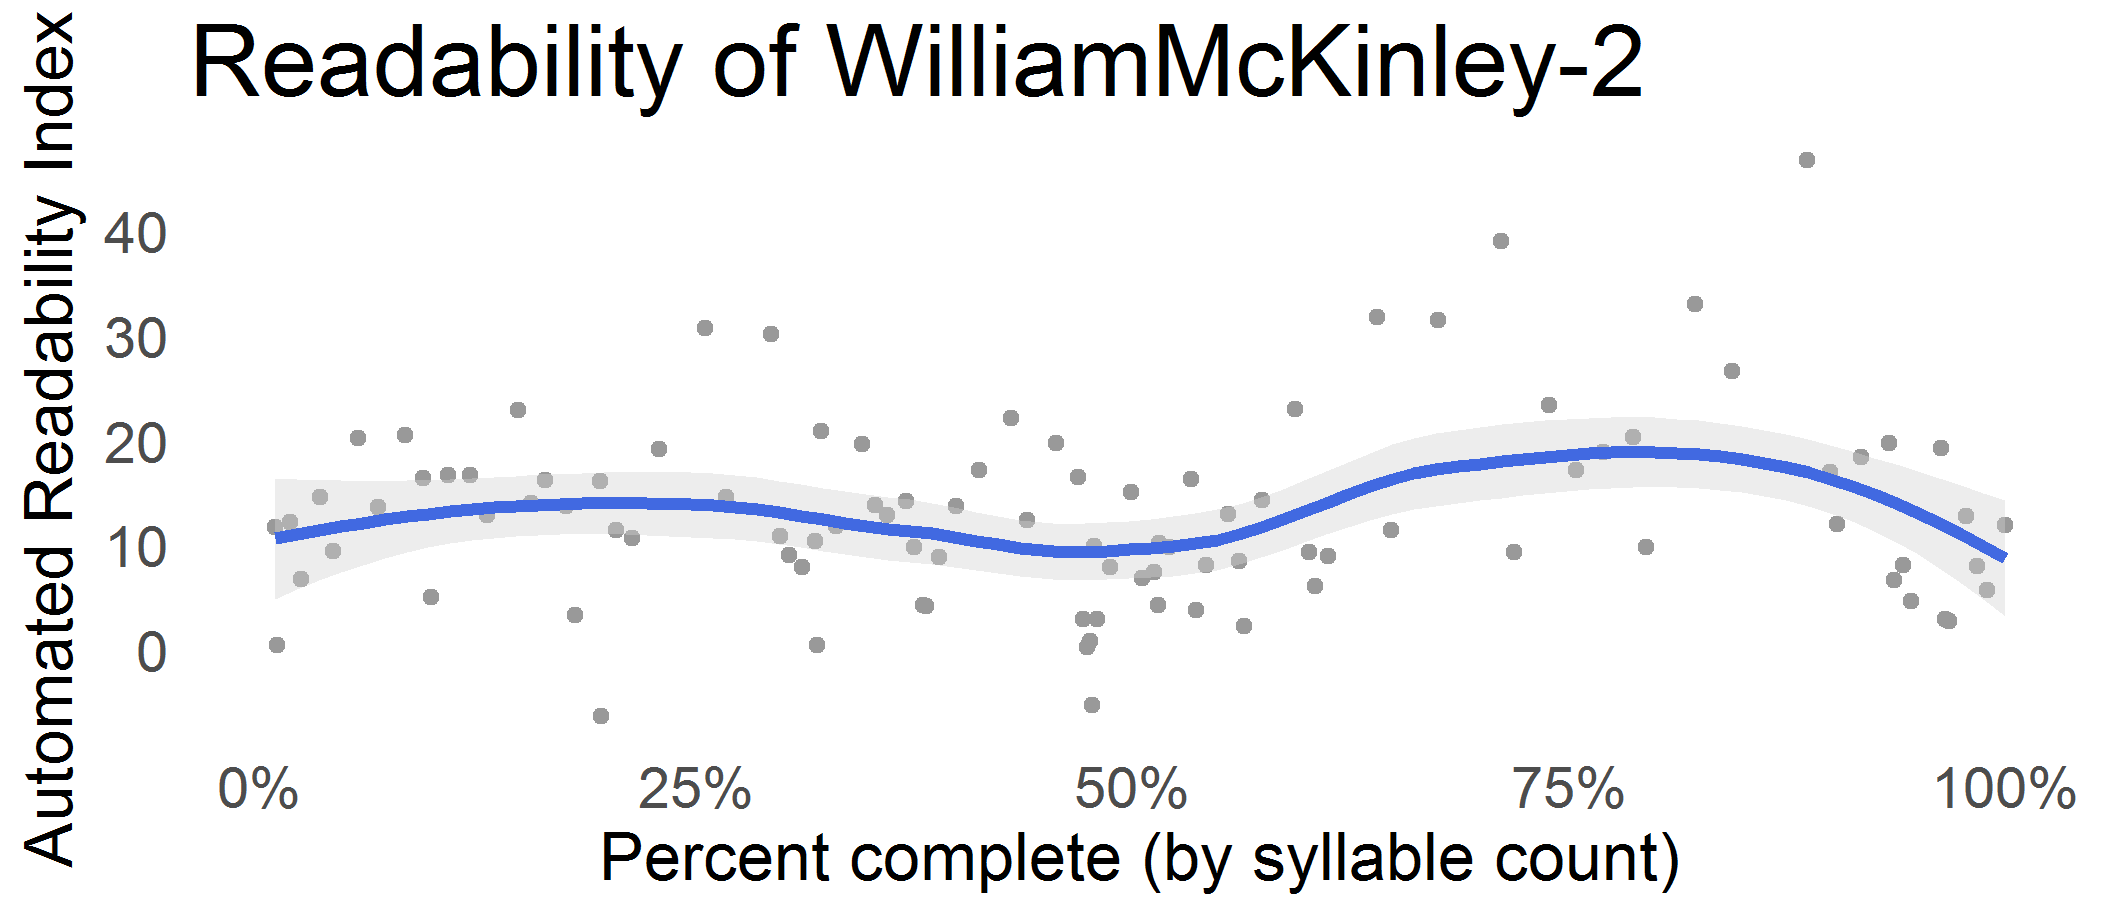 Readability of WilliamMcKinley-2
Automated Readability Index
40
30
20
10
0
0% 25% 50% 75% 100%
Percent complete (by syllable count)